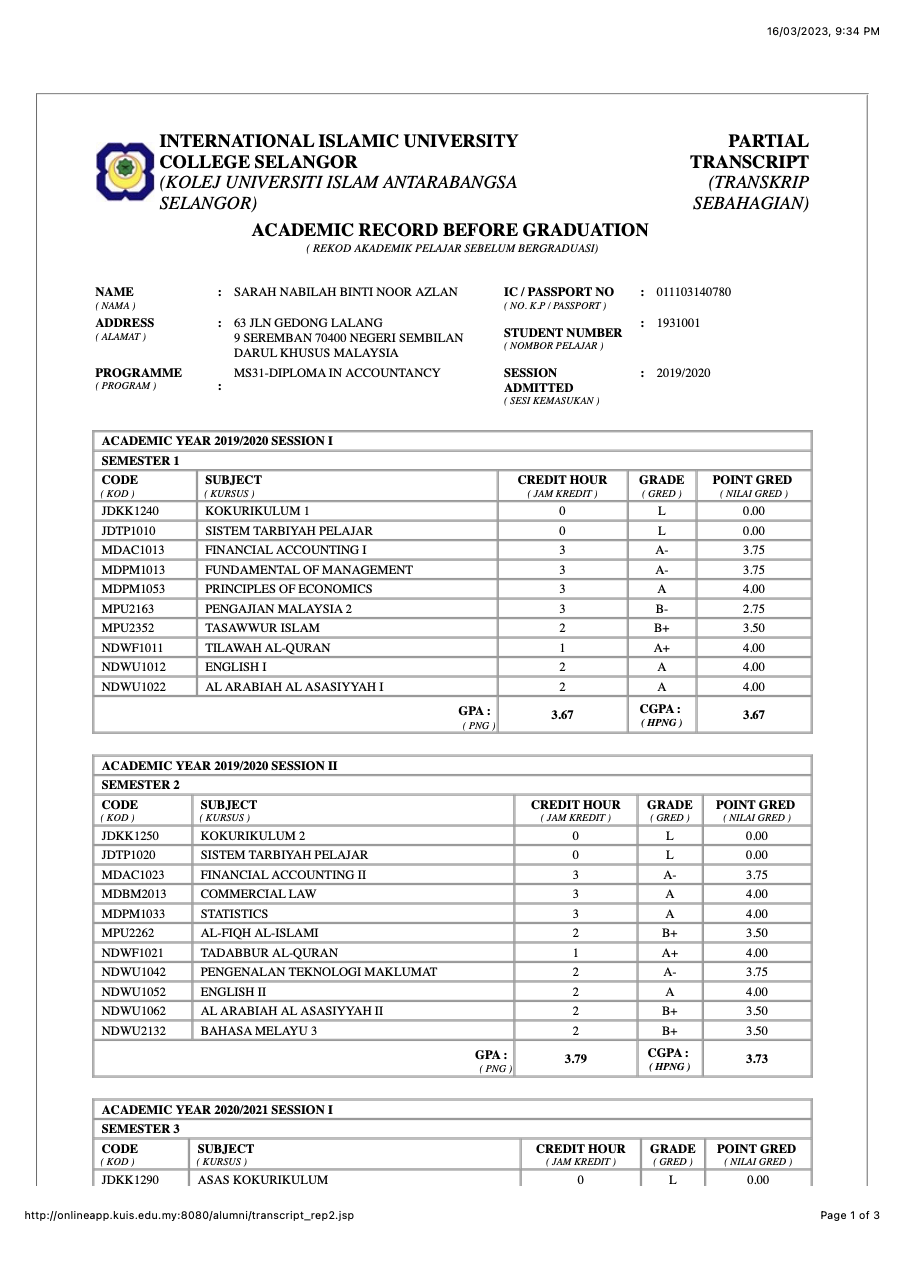 16/03/2023, 9:34 PM
INTERNATIONAL ISLAMIC UNIVERSITY
COLLEGE SELANGOR
(KOLEJ UNIVERSITI ISLAM ANTARABANGSA
SELANGOR)
PARTIAL
TRANSCRIPT
(TRANSKRIP
SEBAHAGIAN)
ACADEMIC RECORD BEFORE GRADUATION
( REKOD AKADEMIK PELAJAR SEBELUM BERGRADUASI)
NAME : SARAH NABILAH BINTI NOOR AZLAN
( NAMA )
IC / PASSPORT NO : 011103140780
( NO. K.P / PASSPORT )
ADDRESS : 63 JLN GEDONG LALANG
( ALAMAT )
9 SEREMBAN 70400 NEGERI SEMBILAN
DARUL KHUSUS MALAYSIA
STUDENT NUMBER : 1931001
( NOMBOR PELAJAR )
PROGRAMME : MS31-DIPLOMA IN ACCOUNTANCY
( PROGRAM )
SESSION : 2019/2020
ADMITTED
( SESI KEMASUKAN )
ACADEMIC YEAR 2019/2020 SESSION I
SEMESTER 1
CODE SUBJECT CREDIT HOUR GRADE POINT GRED
( KOD ) ( KURSUS ) ( JAM KREDIT ) ( GRED ) ( NILAI GRED )
JDKK1240 KOKURIKULUM 1 0 L 0.00
JDTP1010 SISTEM TARBIYAH PELAJAR 0 L 0.00
MDAC1013 FINANCIAL ACCOUNTING I 3 A- 3.75
MDPM1013 FUNDAMENTAL OF MANAGEMENT 3 A- 3.75
MDPM1053 PRINCIPLES OF ECONOMICS 3 A 4.00
MPU2163 PENGAJIAN MALAYSIA 2 3 B- 2.75
MPU2352 TASAWWUR ISLAM 2 B+ 3.50
NDWF1011 TILAWAH AL-QURAN 1 A+ 4.00
NDWU1012 ENGLISH I 2 A 4.00
NDWU1022 AL ARABIAH AL ASASIYYAH I 2 A 4.00
GPA : 3.67 CGPA : 3.67
( PNG ) ( HPNG )
ACADEMIC YEAR 2019/2020 SESSION II
SEMESTER 2
CODE SUBJECT CREDIT HOUR GRADE POINT GRED
( KOD ) ( KURSUS ) ( JAM KREDIT ) ( GRED ) ( NILAI GRED )
JDKK1250 KOKURIKULUM 2 0 L 0.00
JDTP1020 SISTEM TARBIYAH PELAJAR 0 L 0.00
MDAC1023 FINANCIAL ACCOUNTING II 3 A- 3.75
MDBM2013 COMMERCIAL LAW 3 A 4.00
MDPM1033 STATISTICS 3 A 4.00
MPU2262 AL-FIQH AL-ISLAMI 2 B+ 3.50
NDWF1021 TADABBUR AL-QURAN 1 A+ 4.00
NDWU1042 PENGENALAN TEKNOLOGI MAKLUMAT 2 A- 3.75
NDWU1052 ENGLISH II 2 A 4.00
NDWU1062 AL ARABIAH AL ASASIYYAH II 2 B+ 3.50
NDWU2132 BAHASA MELAYU 3 2 B+ 3.50
GPA : 3.79 CGPA : 3.73
( PNG ) ( HPNG )
ACADEMIC YEAR 2020/2021 SESSION I
SEMESTER 3
CODE SUBJECT CREDIT HOUR GRADE POINT GRED
( KOD ) ( KURSUS ) ( JAM KREDIT ) ( GRED ) ( NILAI GRED )
JDKK1290 ASAS KOKURIKULUM 0 L 0.00
http://onlineapp.kuis.edu.my:8080/alumni/transcript_rep2.jsp
Page 1 of 3